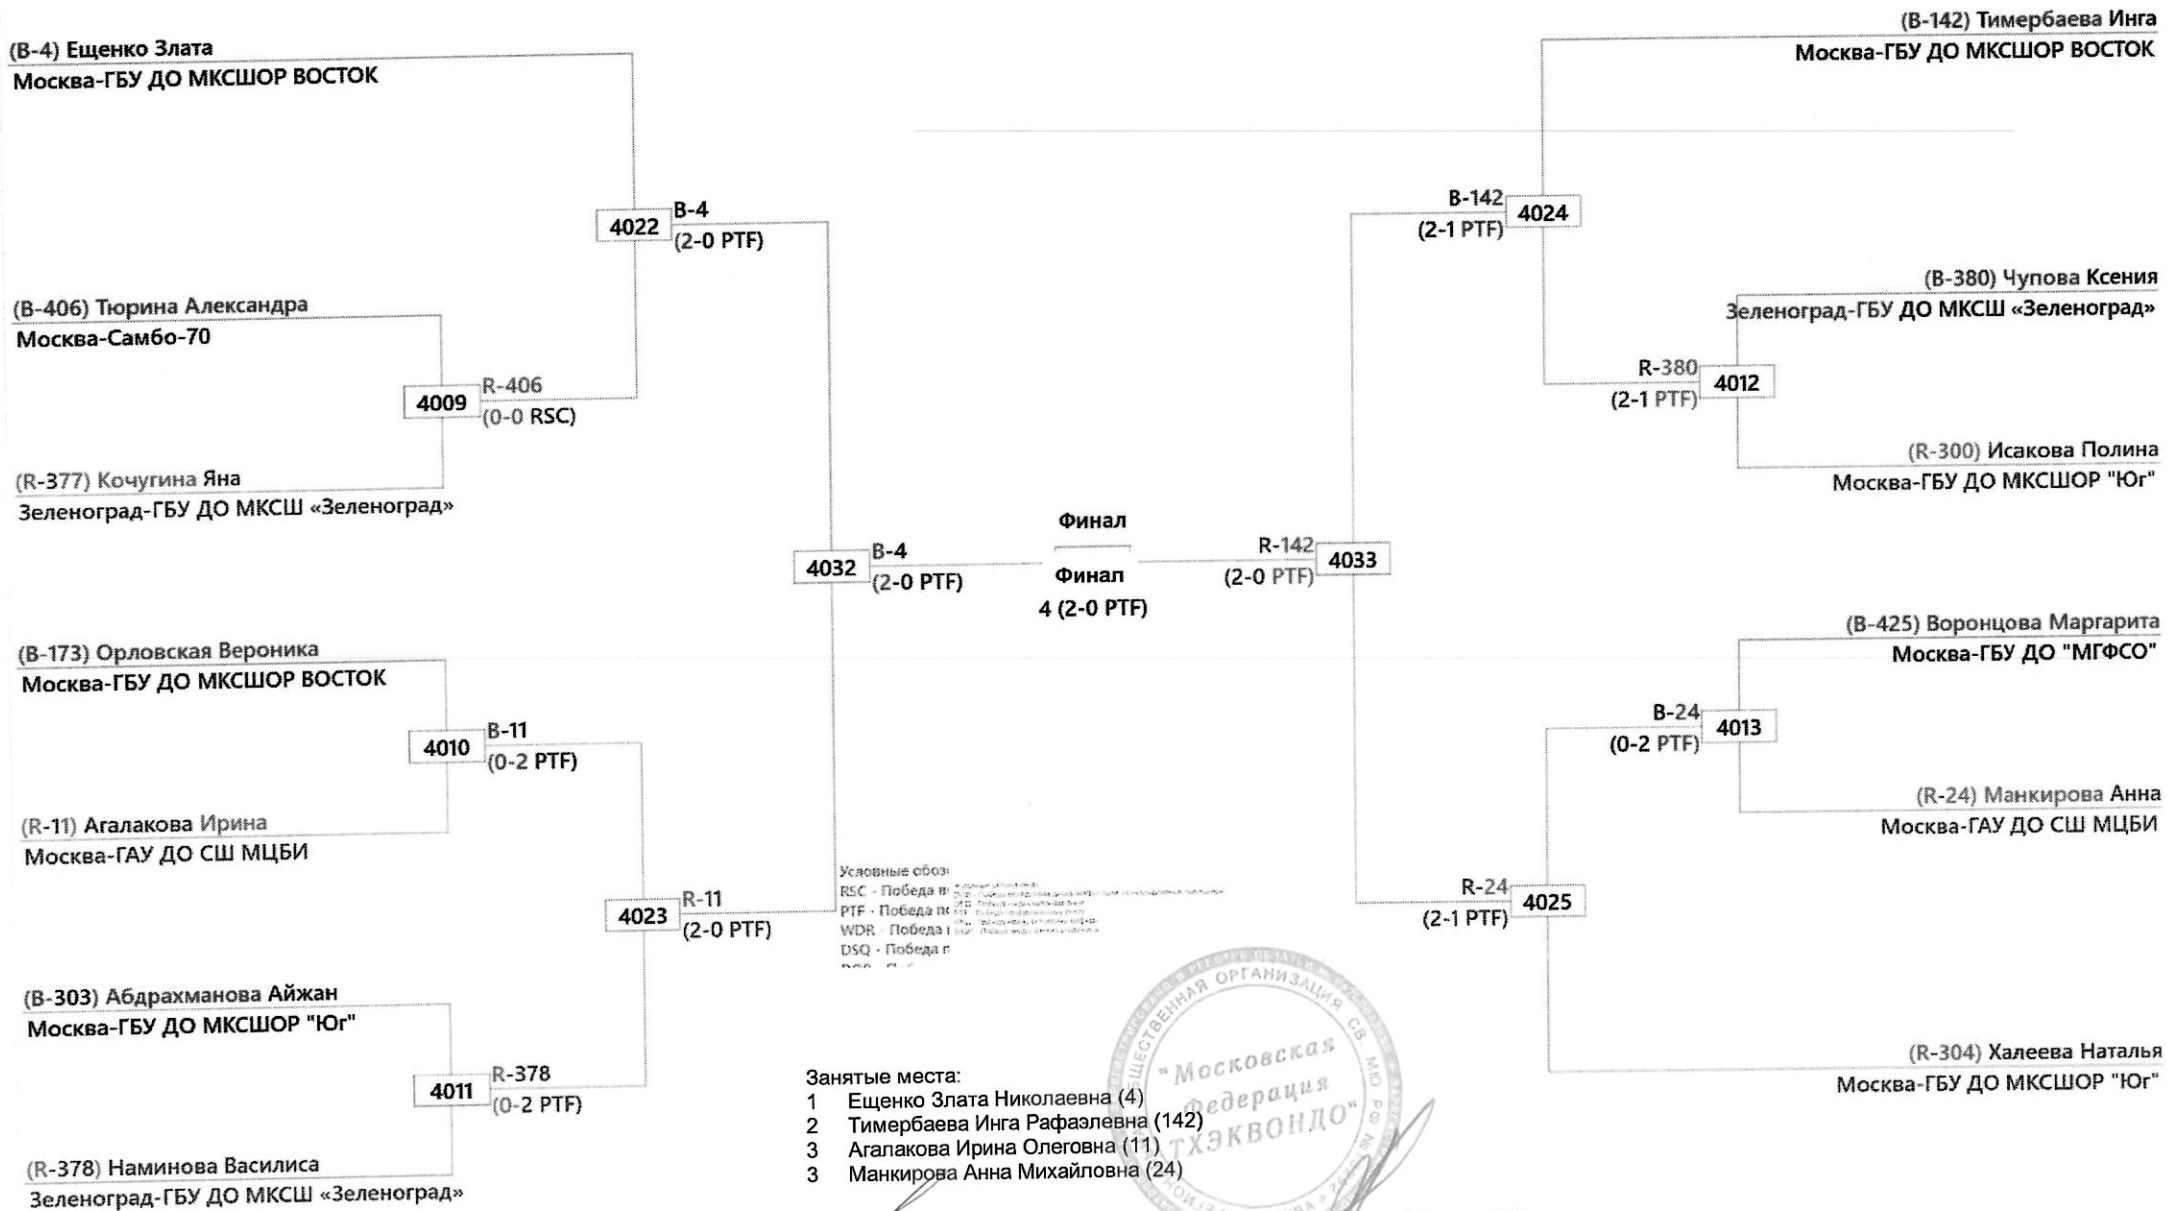 (B-4) Ещенко Злата
Москва-ГБУ ДО МКСШОР ВОСТОК
4022
B-4
(2-0 PTF)
(B-406) Тюрина Александра
Москва-Самбо-70
4009
R-406
(0-0 RSC)
(R-377) Кочугина Яна
Зеленоград-ГБУ ДО МКСШ «Зеленоград»
4032
B-4
(2-0 PTF)
(B-173) Орловская Вероника
Москва-ГБУ ДО МКСШОР ВОСТОК
4010
B-11
(0-2 PTF)
(R-11) Агалакова Ирина
Москва-ГАУ ДО СШ МЦБИ
4023
R-11
(2-0 PTF)
(B-303) Абдрахманова Айжан
Москва-ГБУ ДО МКСШОР "Юг"
4011
R-378
(0-2 PTF)
(R-378) Наминова Василиса
Зеленоград-ГБУ ДО МКСШ «Зеленоград»
Финал
Финал
4 (2-0 PTF)
(B-142) Тимербаева Инга
Москва-ГБУ ДО МКСШОР ВОСТОК
B-142
(2-1 PTF)
4024
(B-380) Чупова Ксения
Зеленоград-ГБУ ДО МКСШ «Зеленоград»
R-380
(2-1 PTF)
4012
(R-300) Исакова Полина
Москва-ГБУ ДО МКСШОР "Юг"
R-142
(2-0 PTF)
4033
(B-425) Воронцова Маргарита
Москва-ГБУ ДО "МГФСО"
B-24
(0-2 PTF)
4013
(R-24) Манкирова Анна
Москва-ГАУ ДО СШ МЦБИ
R-24
(2-1 PTF)
4025
(R-304) Халеева Наталья
Москва-ГБУ ДО МКСШОР "Юг"
Условные обоз
RSC - Победа в
PTF - Победа по
WDR - Победа
DSQ - Победа п
Занятые места:
1 Ещенко Злата Николаевна (4)
2 Тимербаева Инга Рафаэлевна (142)
3 Агалакова Ирина Олеговна (11)
3 Манкирова Анна Михайловна (24)
ОБЩЕСТВЕННАЯ ОРГАНИЗАЦИЯ СВ. МЮ РФ
"Московская
Федерация
ТХЭКВОНДО"